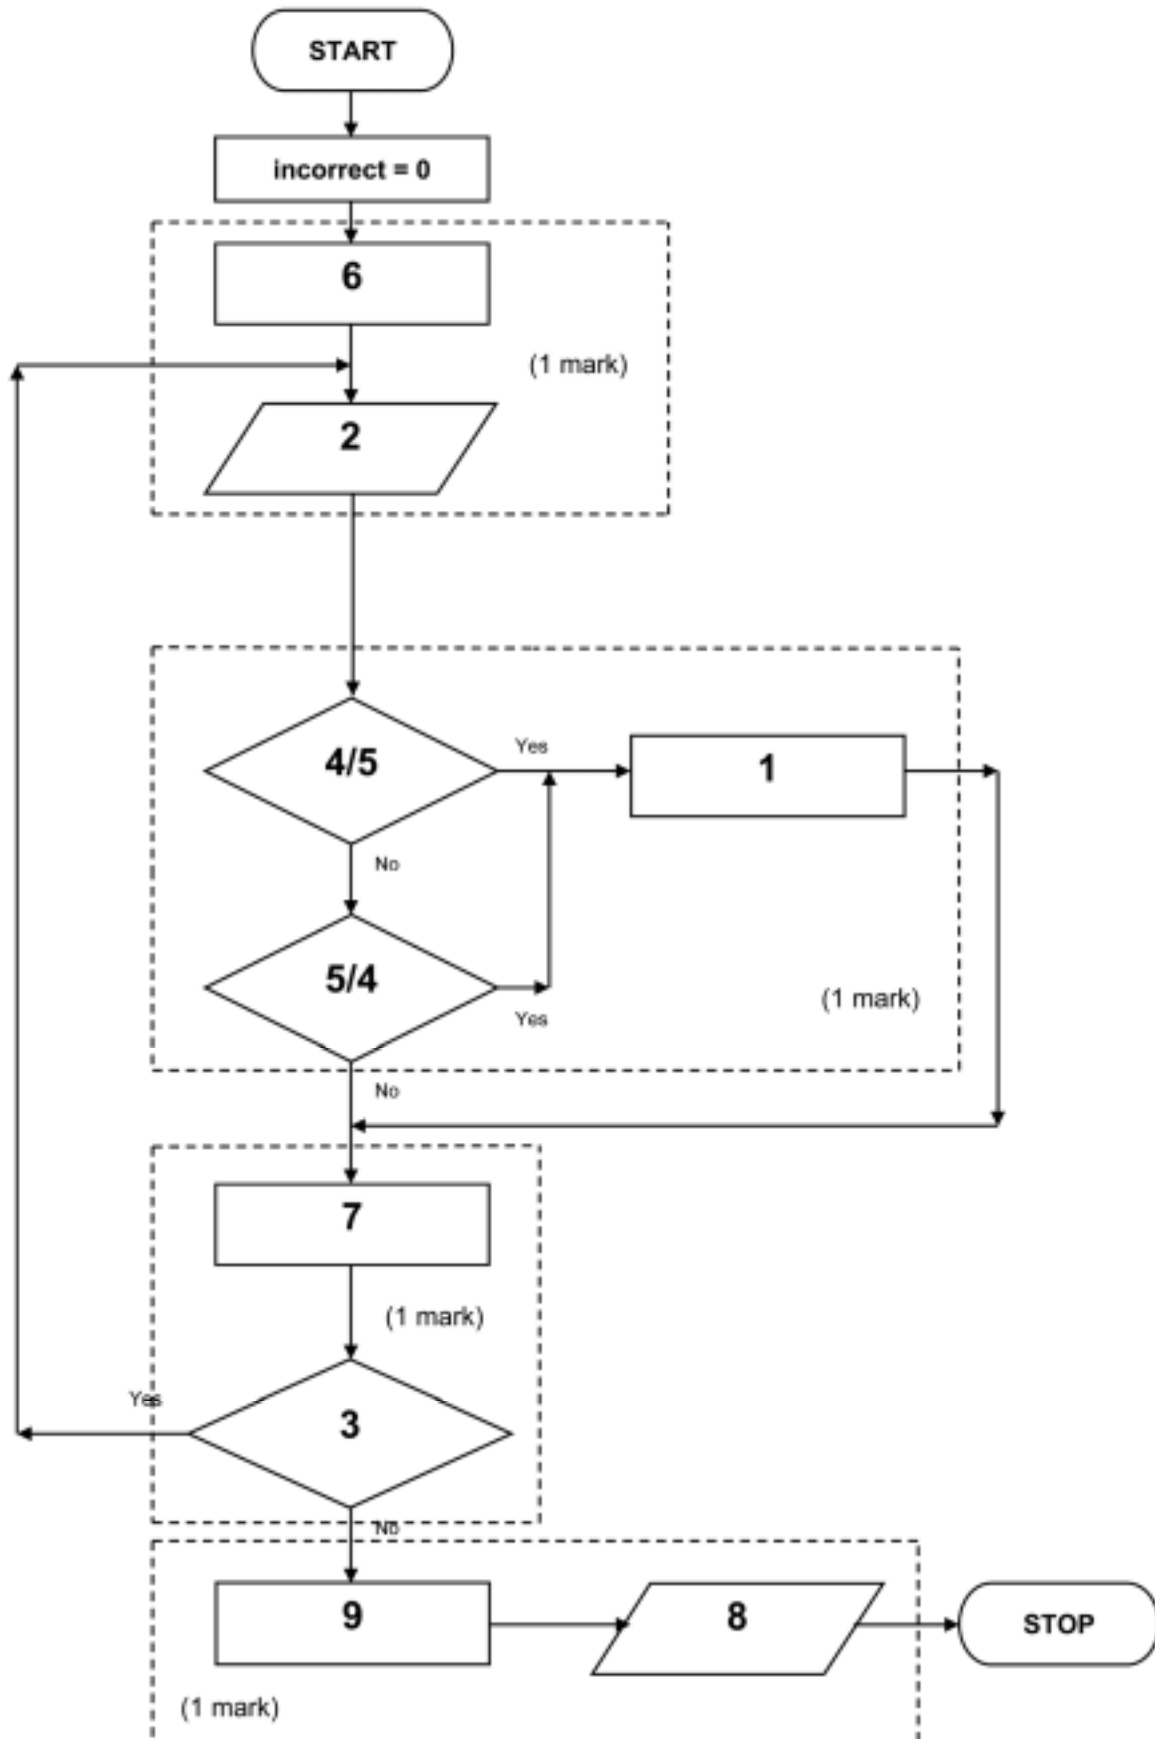 START
incorrect = 0
6
(1 mark)
2
4/5
Yes
1
No
5/4
Yes
(1 mark)
No
7
(1 mark)
Yes
3
No
9
8
STOP
(1 mark)